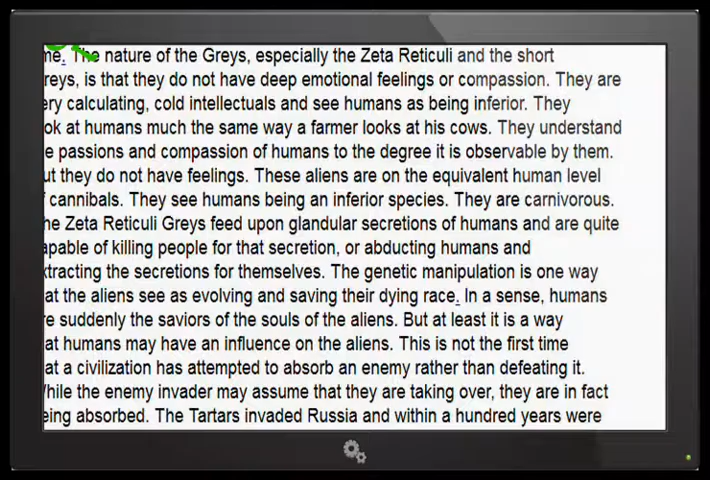 me. The nature of the Greys, especially the Zeta Reticuli and the short
reys, is that they do not have deep emotional feelings or compassion. They are
ery calculating, cold intellectuals and see humans as being inferior. They
ok at humans much the same way a farmer looks at his cows. They understand
e passions and compassion of humans to the degree it is observable by them.
ut they do not have feelings. These aliens are on the equivalent human level
f cannibals. They see humans being an inferior species. They are carnivorous.
he Zeta Reticuli Greys feed upon glandular secretions of humans and are quite
apable of killing people for that secretion, or abducting humans and
xtracting the secretions for themselves. The genetic manipulation is one way
at the aliens see as evolving and saving their dying race. In a sense, humans
re suddenly the saviors of the souls of the aliens. But at least it is a way
at humans may have an influence on the aliens. This is not the first time
at a civilization has attempted to absorb an enemy rather than defeating it.
While the enemy invader may assume that they are taking over, they are in fact
eing absorbed. The Tartars invaded Russia and within a hundred years were